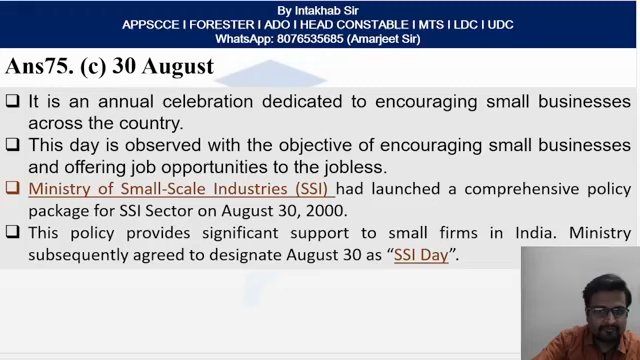 By Intakhab Sir
APPSCCE I FORESTER I ADO I HEAD CONSTABLE I MTS I LDC I UDC
WhatsApp: 8076535685 (Amarjeet Sir)
Ans75. (c) 30 August
❑ It is an annual celebration dedicated to encouraging small businesses
across the country.
❑ This day is observed with the objective of encouraging small businesses
and offering job opportunities to the jobless.
❑ Ministry of Small-Scale Industries (SSI) had launched a comprehensive policy
package for SSI Sector on August 30, 2000.
❑ This policy provides significant support to small firms in India. Ministry
subsequently agreed to designate August 30 as “SSI Day”.